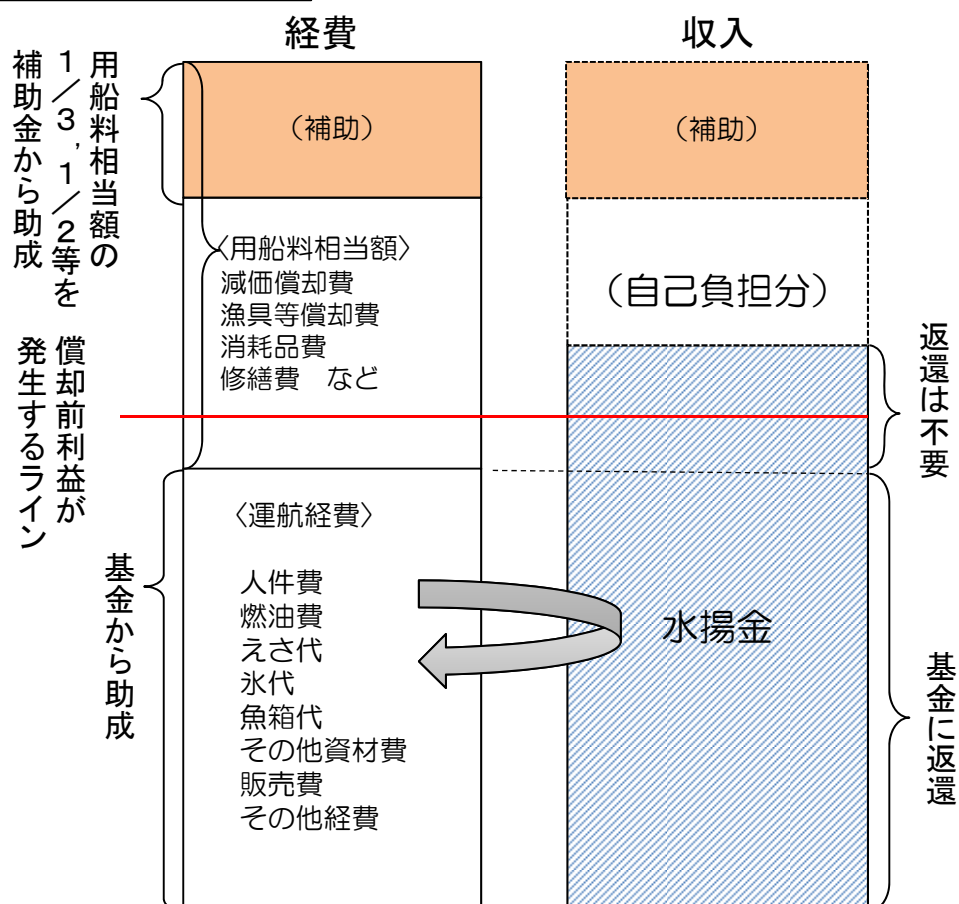 経費
収入
用船料相当額の
1／3，1／2等を
補助金から助成
（補助）
（補助）
〈用船料相当額〉
減価償却費
漁具等償却費
消耗品費
修繕費　など
（自己負担分）
返還は不要
償却前利益が
発生するライン
〈運航経費〉
人件費
燃油費
えさ代
氷代
魚箱代
その他資材費
販売費
その他経費
水揚金
基金から助成
基金に返還